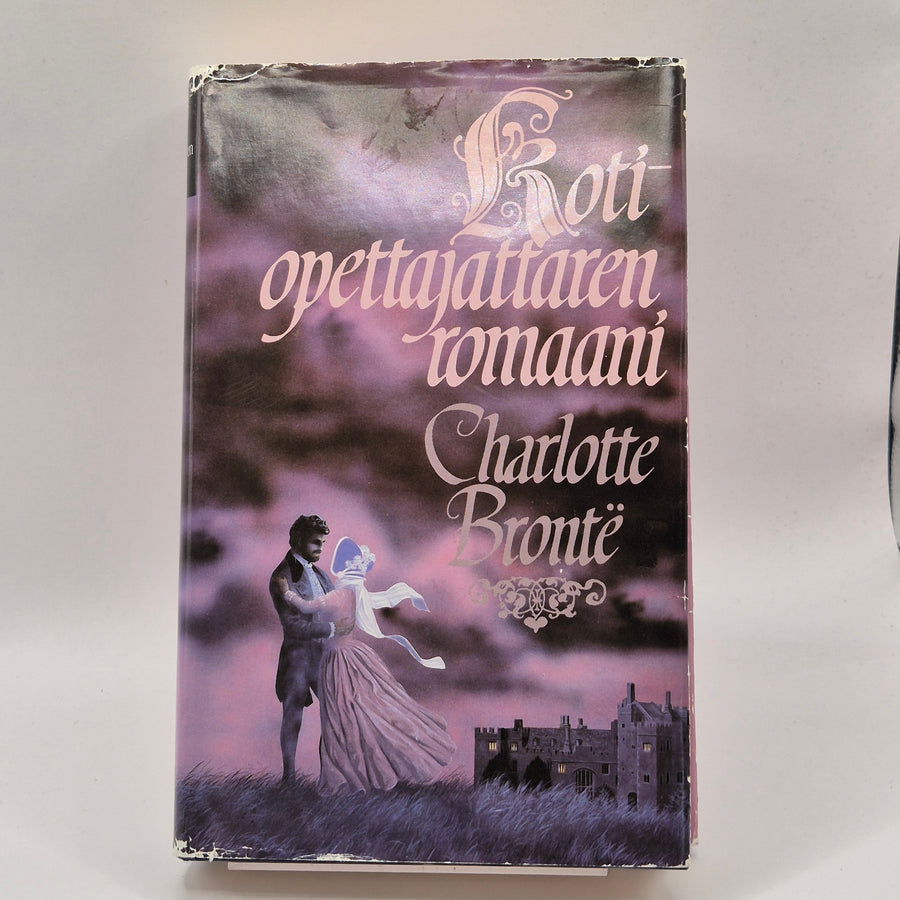 Koti-
opettajattaren
romaani
Charlotte
Brontë